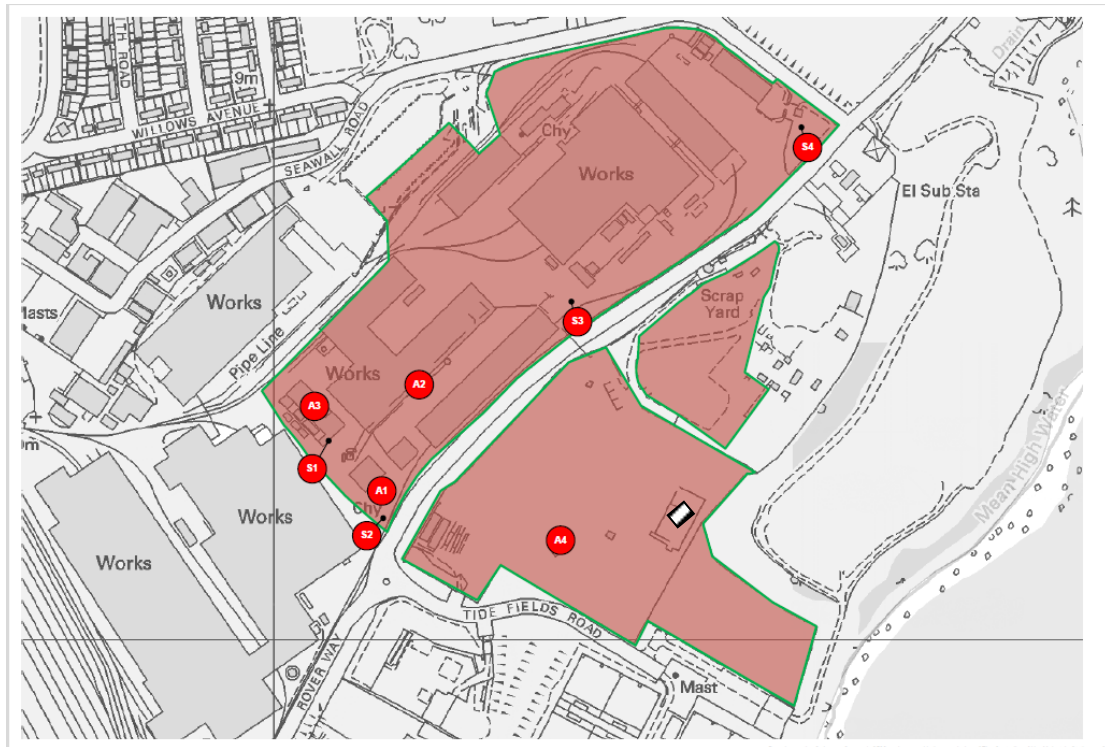 Drain
TH ROAD
9m
WILLOWS AVENUE
SEAWALL ROAD
Chy
S4
Works
El Sub Sta
Works
Masts
Scrap
Yard
S3
Pipe Line
Works
A2
A3
Mean High Water
S1
A1
Chy
Works
S2
A4
Works
TIDE FIELDS ROAD
ROVER WAY
Mast